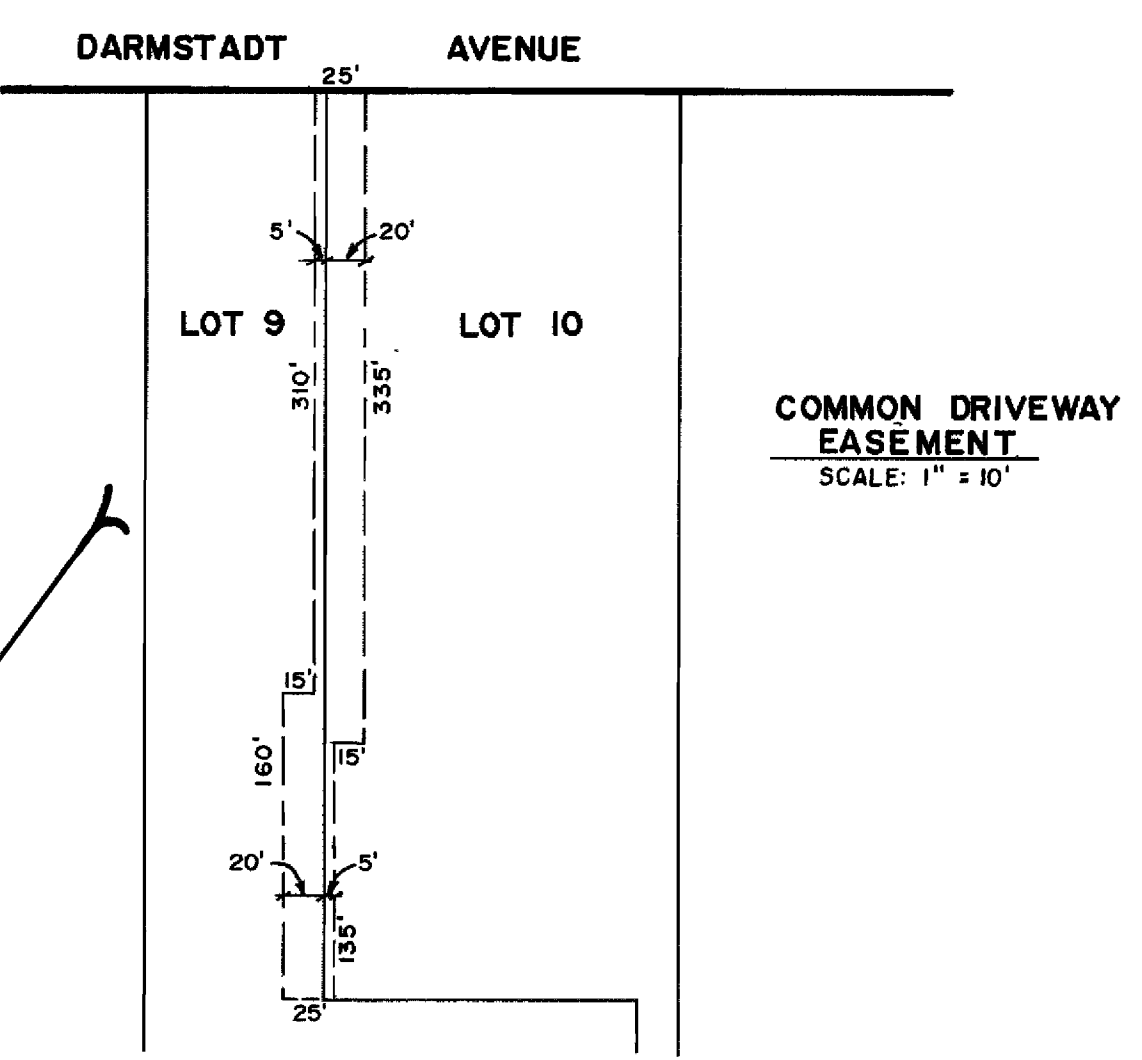 DARMSTADT AVENUE
25'
5' 20'
LOT 9 LOT 10
310' 335'
COMMON DRIVEWAY
EASEMENT
SCALE: 1" = 10'
15'
15'
160'
20' 5'
135'
25'